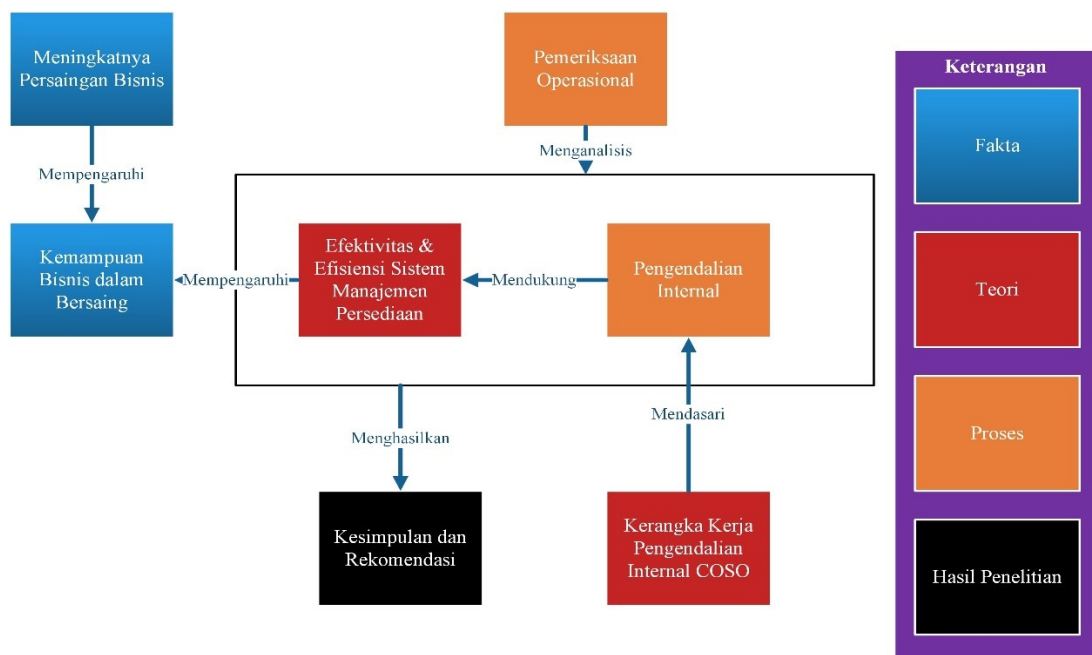 Meningkatnya
Persaingan Bisnis
Pemeriksaan
Operasional
Mempengaruhi
Menganalisis
Kemampuan
Bisnis dalam
Bersaing
Mempengaruhi
Efektivitas &
Efisiensi Sistem
Manajemen
Persediaan
Mendukung
Pengendalian
Internal
Menghasilkan
Mendasari
Kesimpulan dan
Rekomendasi
Kerangka Kerja
Pengendalian
Internal COSO
Keterangan
Fakta
Teori
Proses
Hasil Penelitian